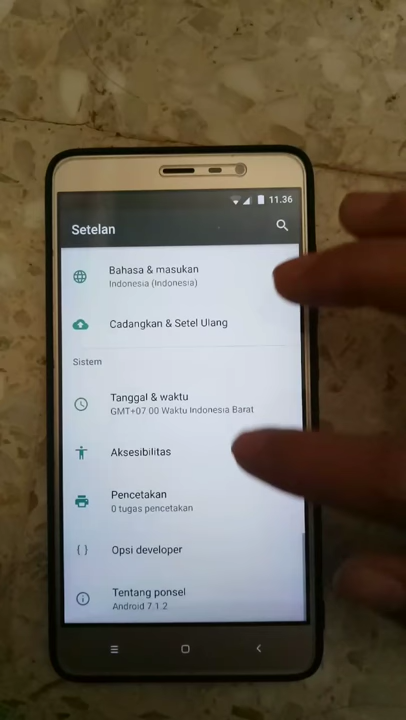 11.36
Setelan
Bahasa & masukan
Indonesia (Indonesia)
Cadangkan & Setel Ulang
Sistem
Tanggal & waktu
GMT+07.00 Waktu Indonesia Barat
Aksesibilitas
Pencetakan
0 tugas pencetakan
{ } Opsi developer
Tentang ponsel
Android 7.1.2